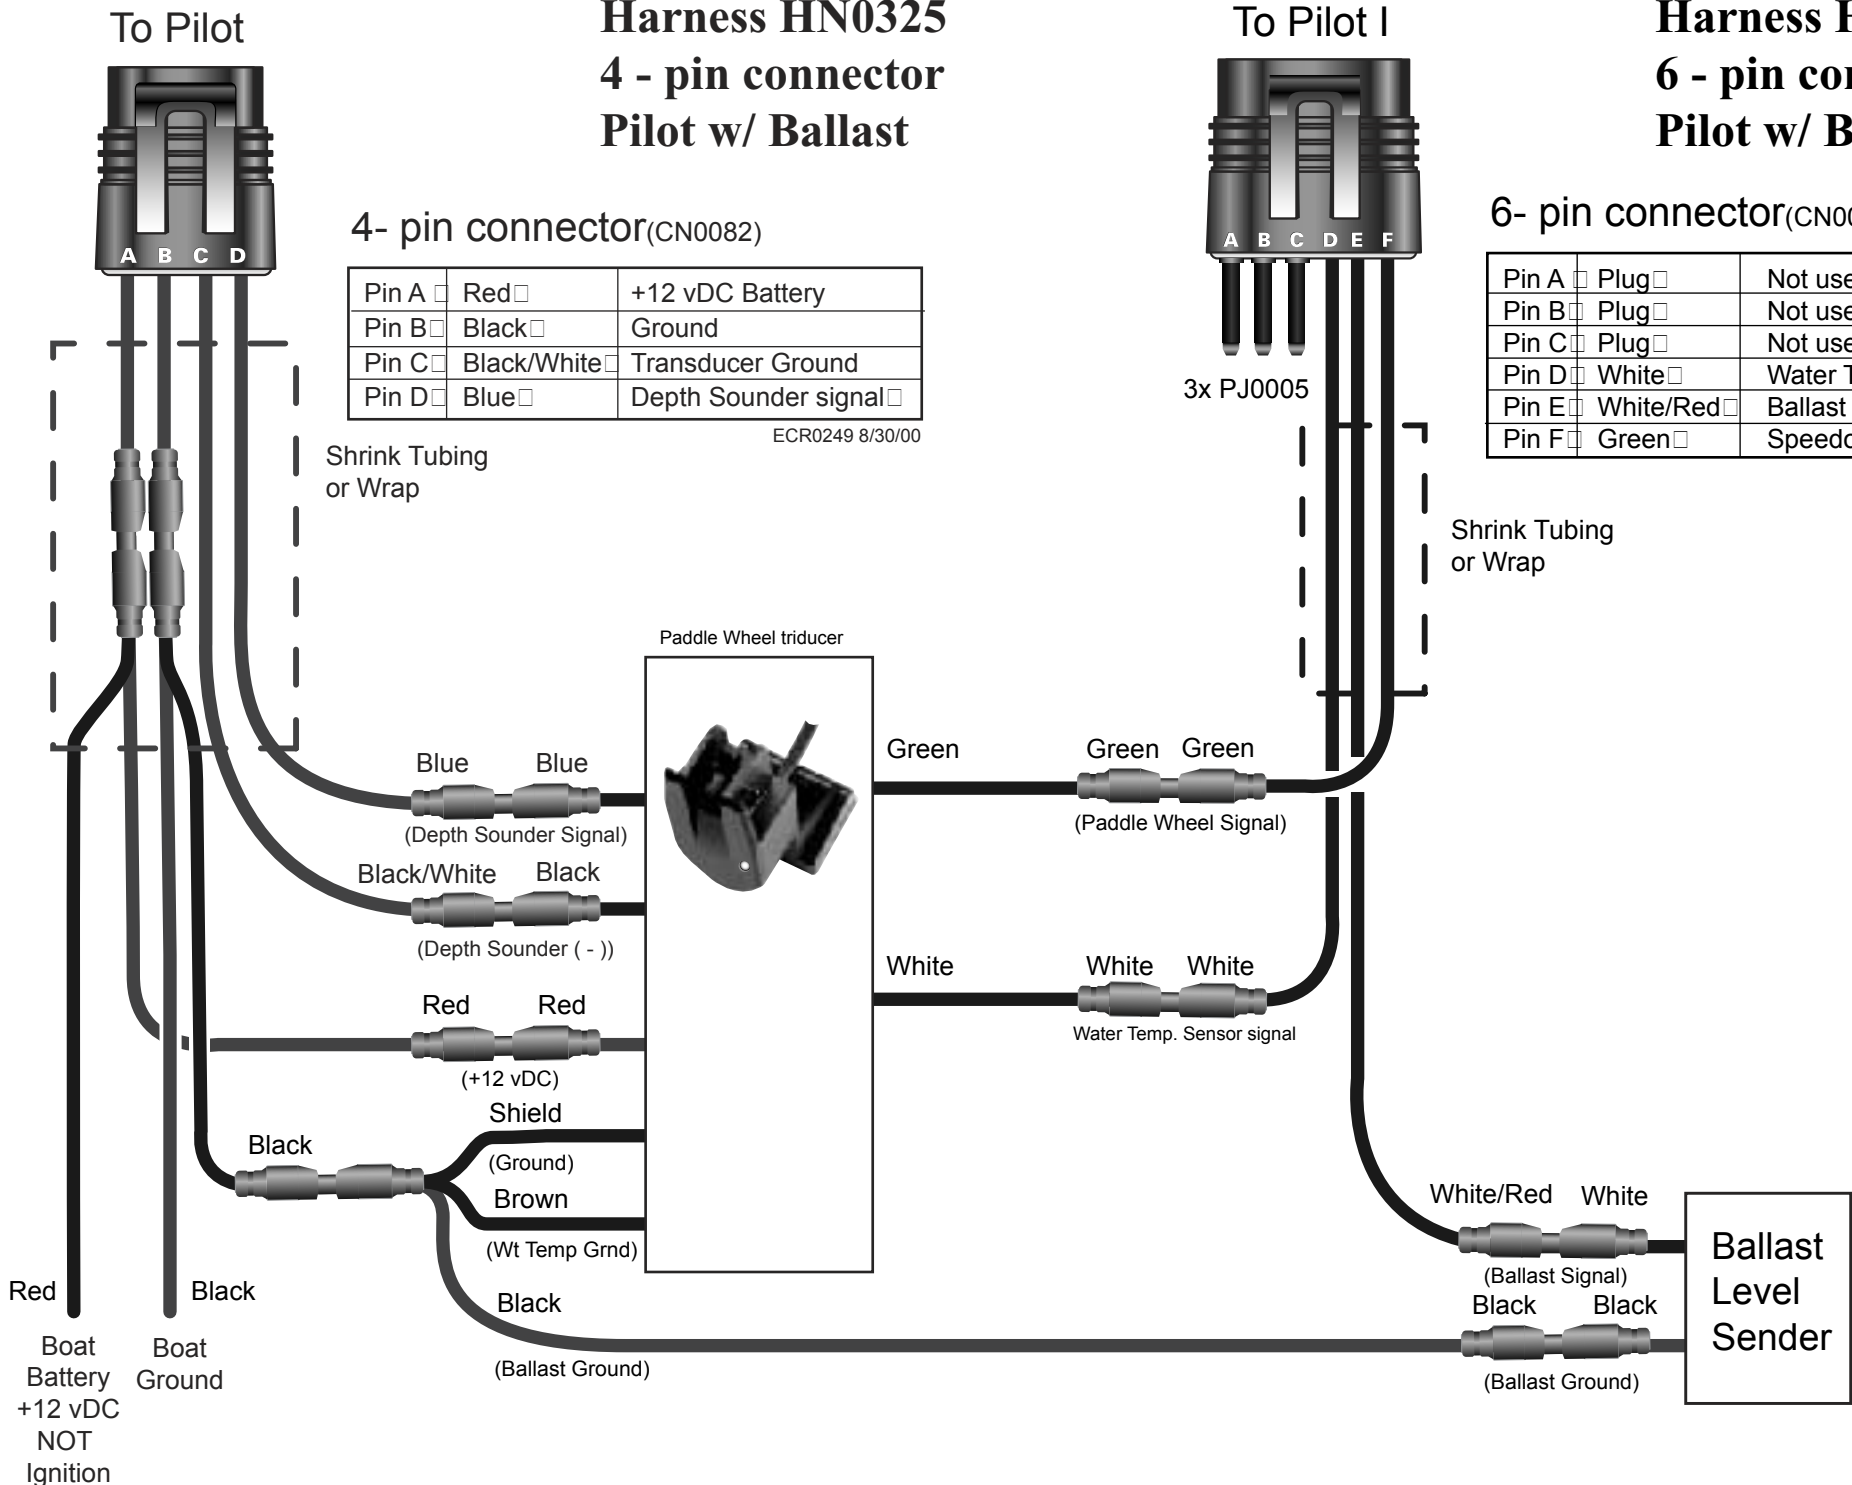 To Pilot
Harness HN0325
4 - pin connector
Pilot w/ Ballast
A B C D
4- pin connector(CN0082)
Pin A Red +12 vDC Battery
Pin B Black Ground
Pin C Black/White Transducer Ground
Pin D Blue Depth Sounder signal
ECR0249 8/30/00
Shrink Tubing
or Wrap
To Pilot I
Harness
6 - pin
Pilot w/
A B C D E F
6- pin connector
Pin A Plug Not
Pin B Plug Not
Pin C Plug Not
Pin D White Water
Pin E White/Red Ballast
Pin F Green
3x PJ0005
Shrink Tubing
or Wrap
Paddle Wheel triducer
Blue Blue
(Depth Sounder Signal)
Black/White Black
(Depth Sounder ( - ))
Red Red
(+12 vDC)
Shield
(Ground)
Black
Brown
(Wt Temp Grnd)
Black
(Ballast Ground)
Green
Green Green
(Paddle Wheel Signal)
White
White White
Water Temp. Sensor signal
White/Red White
(Ballast Signal)
Black Black
(Ballast Ground)
Ballast
Level
Sender
Red
Boat
Battery
+12 vDC
NOT
Ignition
Black
Boat
Ground